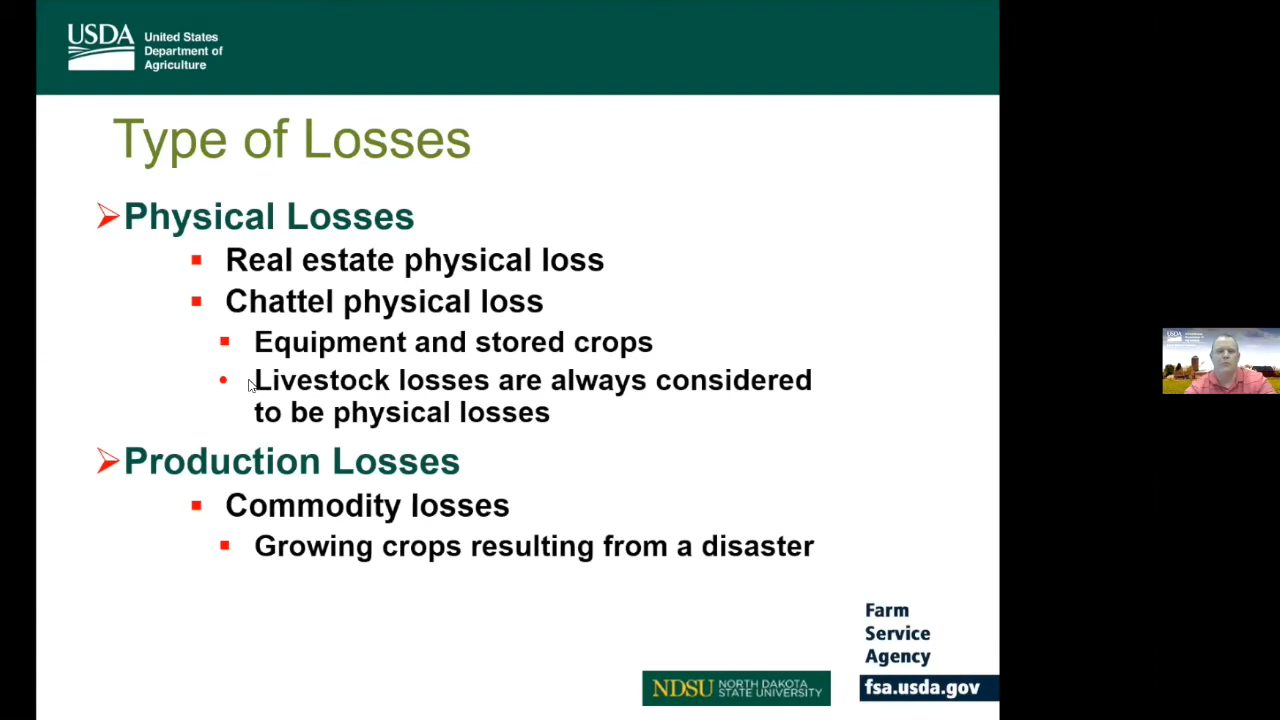 USDA
United States
Department of
Agriculture
Type of Losses
Physical Losses
Real estate physical loss
Chattel physical loss
Equipment and stored crops
Livestock losses are always considered
to be physical losses
Production Losses
Commodity losses
Growing crops resulting from a disaster
Farm
Service
Agency
fsa.usda.gov
NDSU
NORTH DAKOTA
STATE UNIVERSITY
USDA